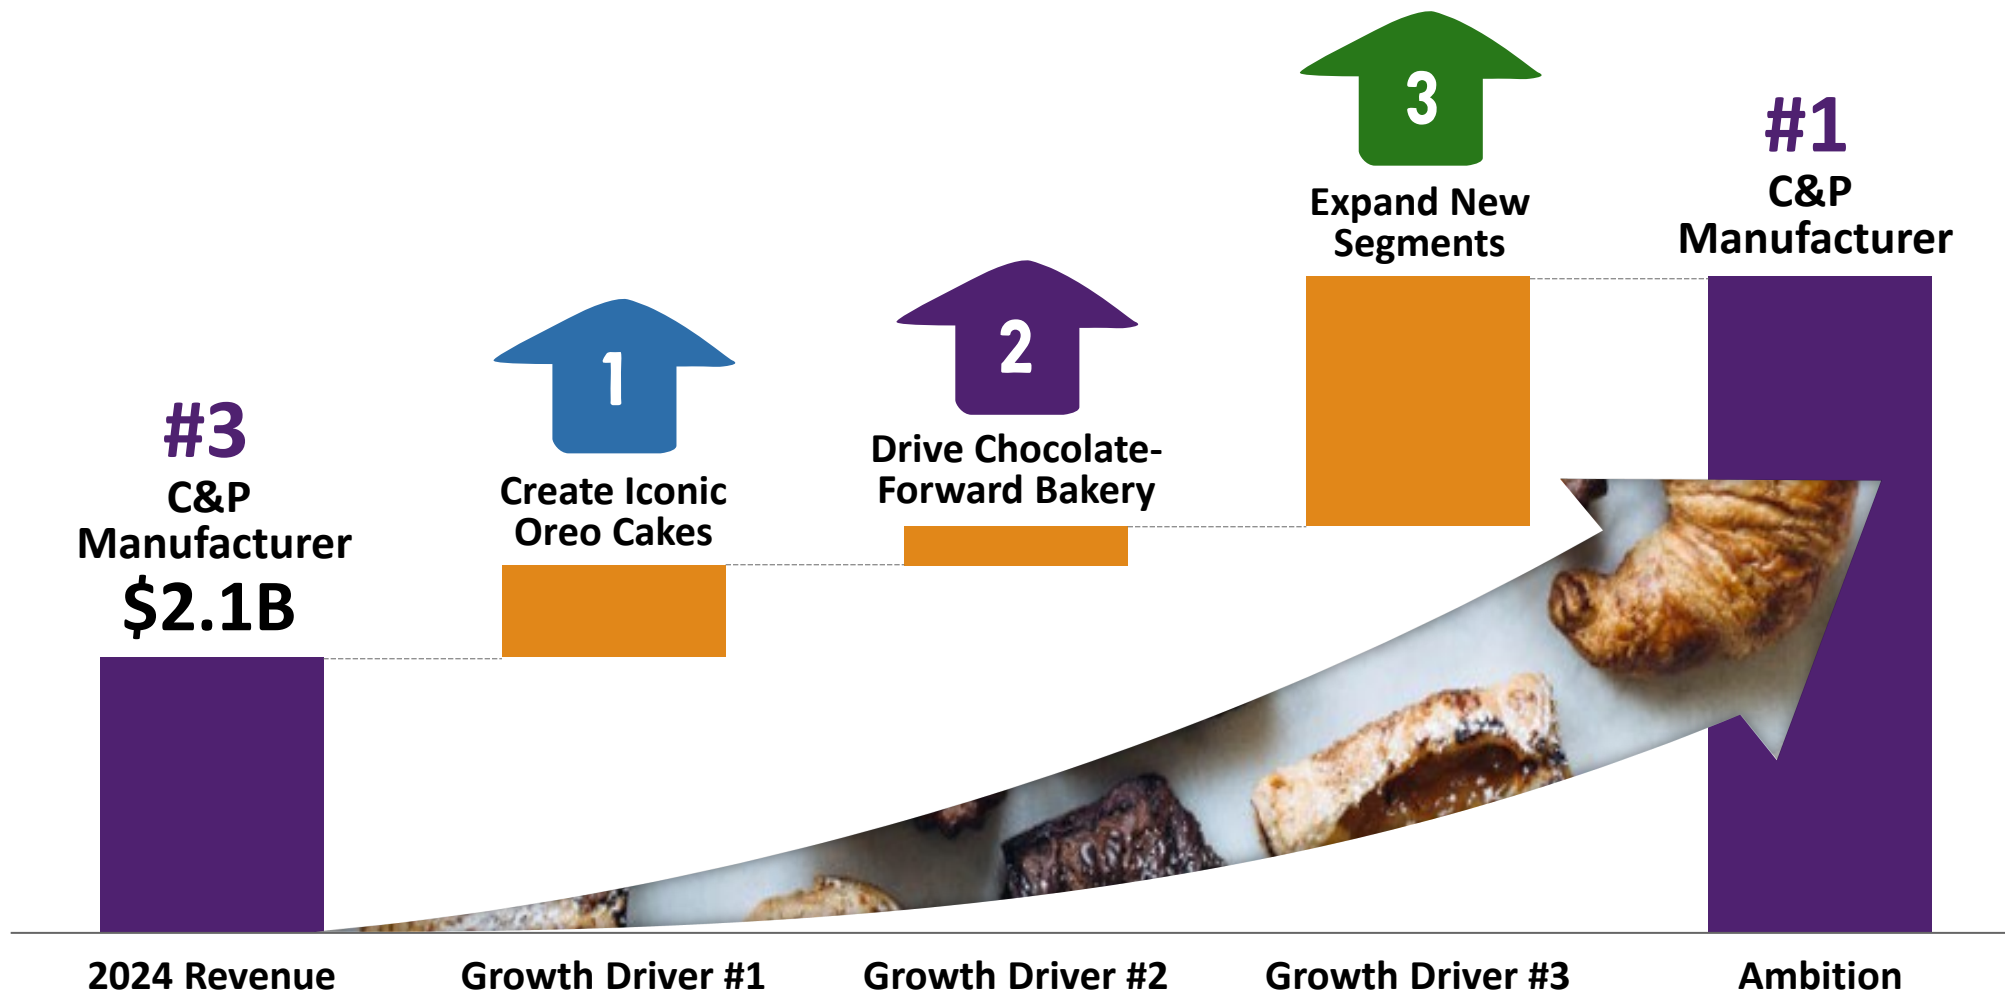 #3
C&P
Manufacturer
$2.1B
1
Create Iconic
Oreo Cakes
2
Drive Chocolate-
Forward Bakery
3
Expand New
Segments
#1
C&P
Manufacturer
2024 Revenue
Growth Driver #1
Growth Driver #2
Growth Driver #3
Ambition